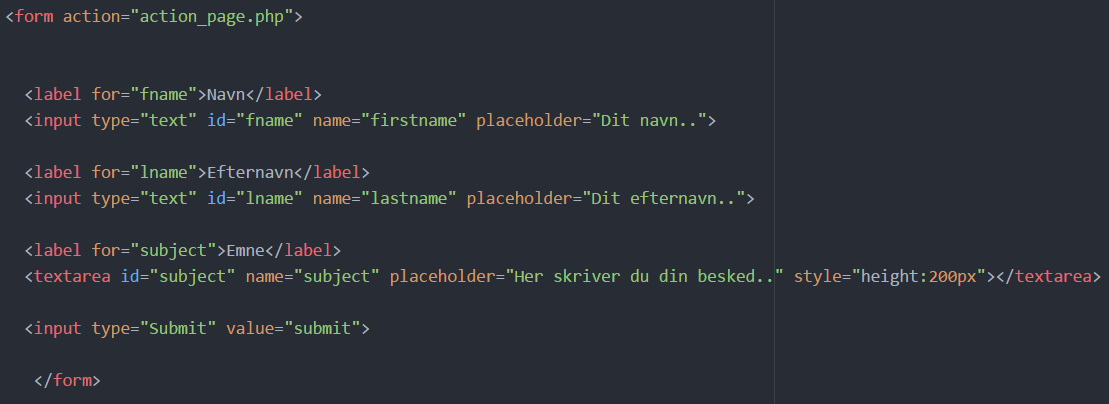 <form action="action_page.php">
<label for="fname">Navn</label>
<input type="text" id="fname" name="firstname" placeholder="Dit navn..">
<label for="lname">Efternavn</label>
<input type="text" id="lname" name="lastname" placeholder="Dit efternavn..">
<label for="subject">Emne</label>
<textarea id="subject" name="subject" placeholder="Her skriver du din besked.." style="height:200px"></textarea>
<input type="Submit" value="submit">
</form>